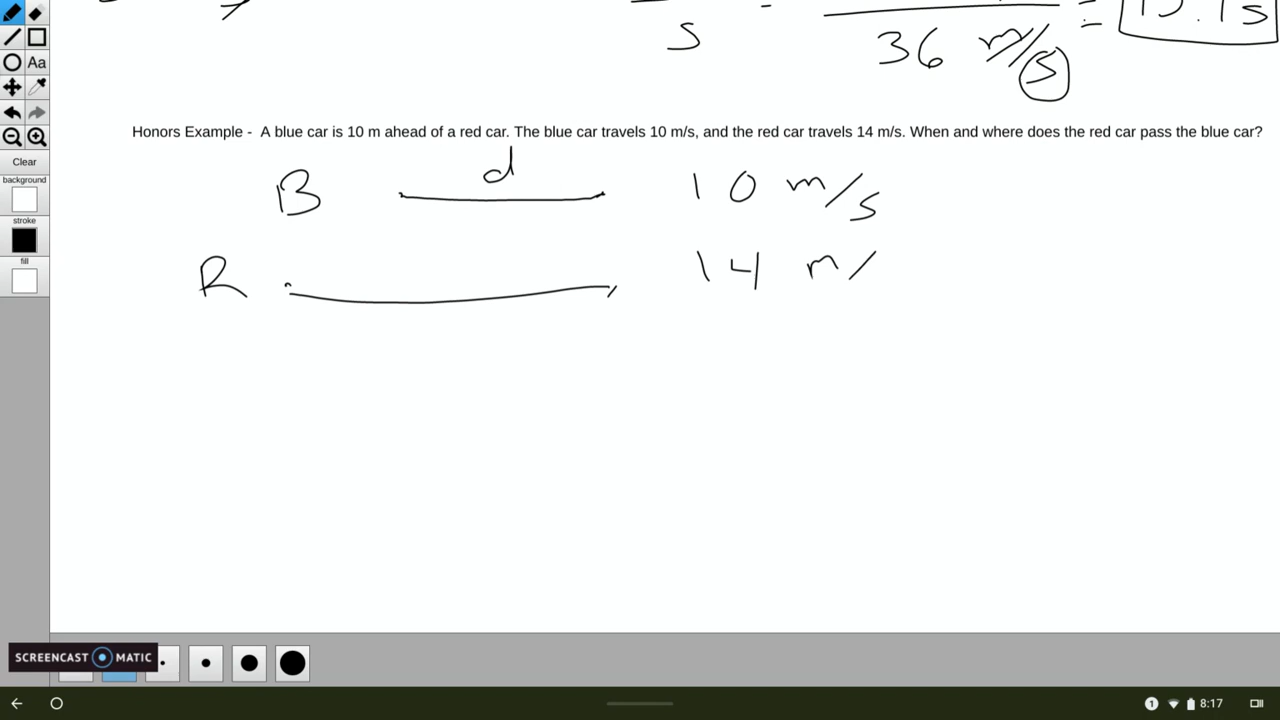 s
36 m/s
Aa
Honors Example - A blue car is 10 m ahead of a red car. The blue car travels 10 m/s, and the red car travels 14 m/s. When and where does the red car pass the blue car?
Clear
background
d
B 10 m/s
stroke
R 14 m/
fill
SCREENCAST MATIC
1 8:17